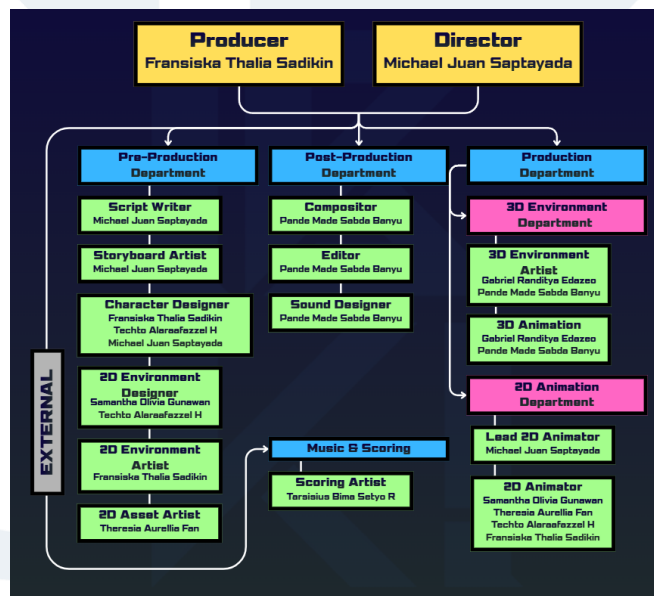 Producer
Fransiska Thalia Sadikin
Director
Michael Juan Saptayada
EXTERNAL
Pre-Production
Department
Script Writer
Michael Juan Saptayada
Storyboard Artist
Michael Juan Saptayada
Character Designer
Fransiska Thalia Sadikin
Techto Alaraafazzel H
Michael Juan Saptayada
2D Environment
Designer
Samantha Olivia Gunawan
Techto Alaraafazzel H
2D Environment
Artist
Fransiska Thalia Sadikin
2D Asset Artist
Theresia Aurellia Fan
Post-Production
Department
Compositor
Pande Made Sabda Banyu
Editor
Pande Made Sabda Banyu
Sound Designer
Pande Made Sabda Banyu
Music & Scoring
Scoring Artist
Tarsisius Bima Setyo R
Production
Department
3D Environment
Department
3D Environment
Artist
Gabriel Randitya Edazeo
Pande Made Sabda Banyu
3D Animation
Gabriel Randitya Edazeo
Pande Made Sabda Banyu
2D Animation
Department
Lead 2D Animator
Michael Juan Saptayada
2D Animator
Samantha Olivia Gunawan
Theresia Aurellia Fan
Techto Alaraafazzel H
Fransiska Thalia Sadikin